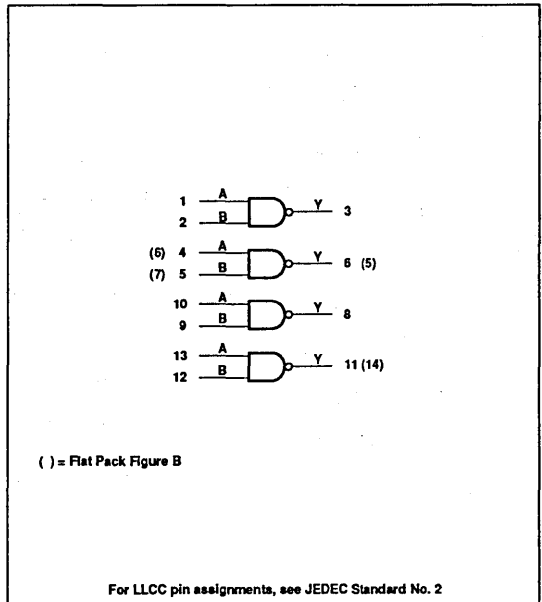 1 A
2 B Y 3
(6) 4 A
(7) 5 B Y 6 (5)
10 A
9 B Y 8
13 A
12 B Y 11 (14)
( ) = Flat Pack Figure B
For LLCC pin assignments, see JEDEC Standard No. 2